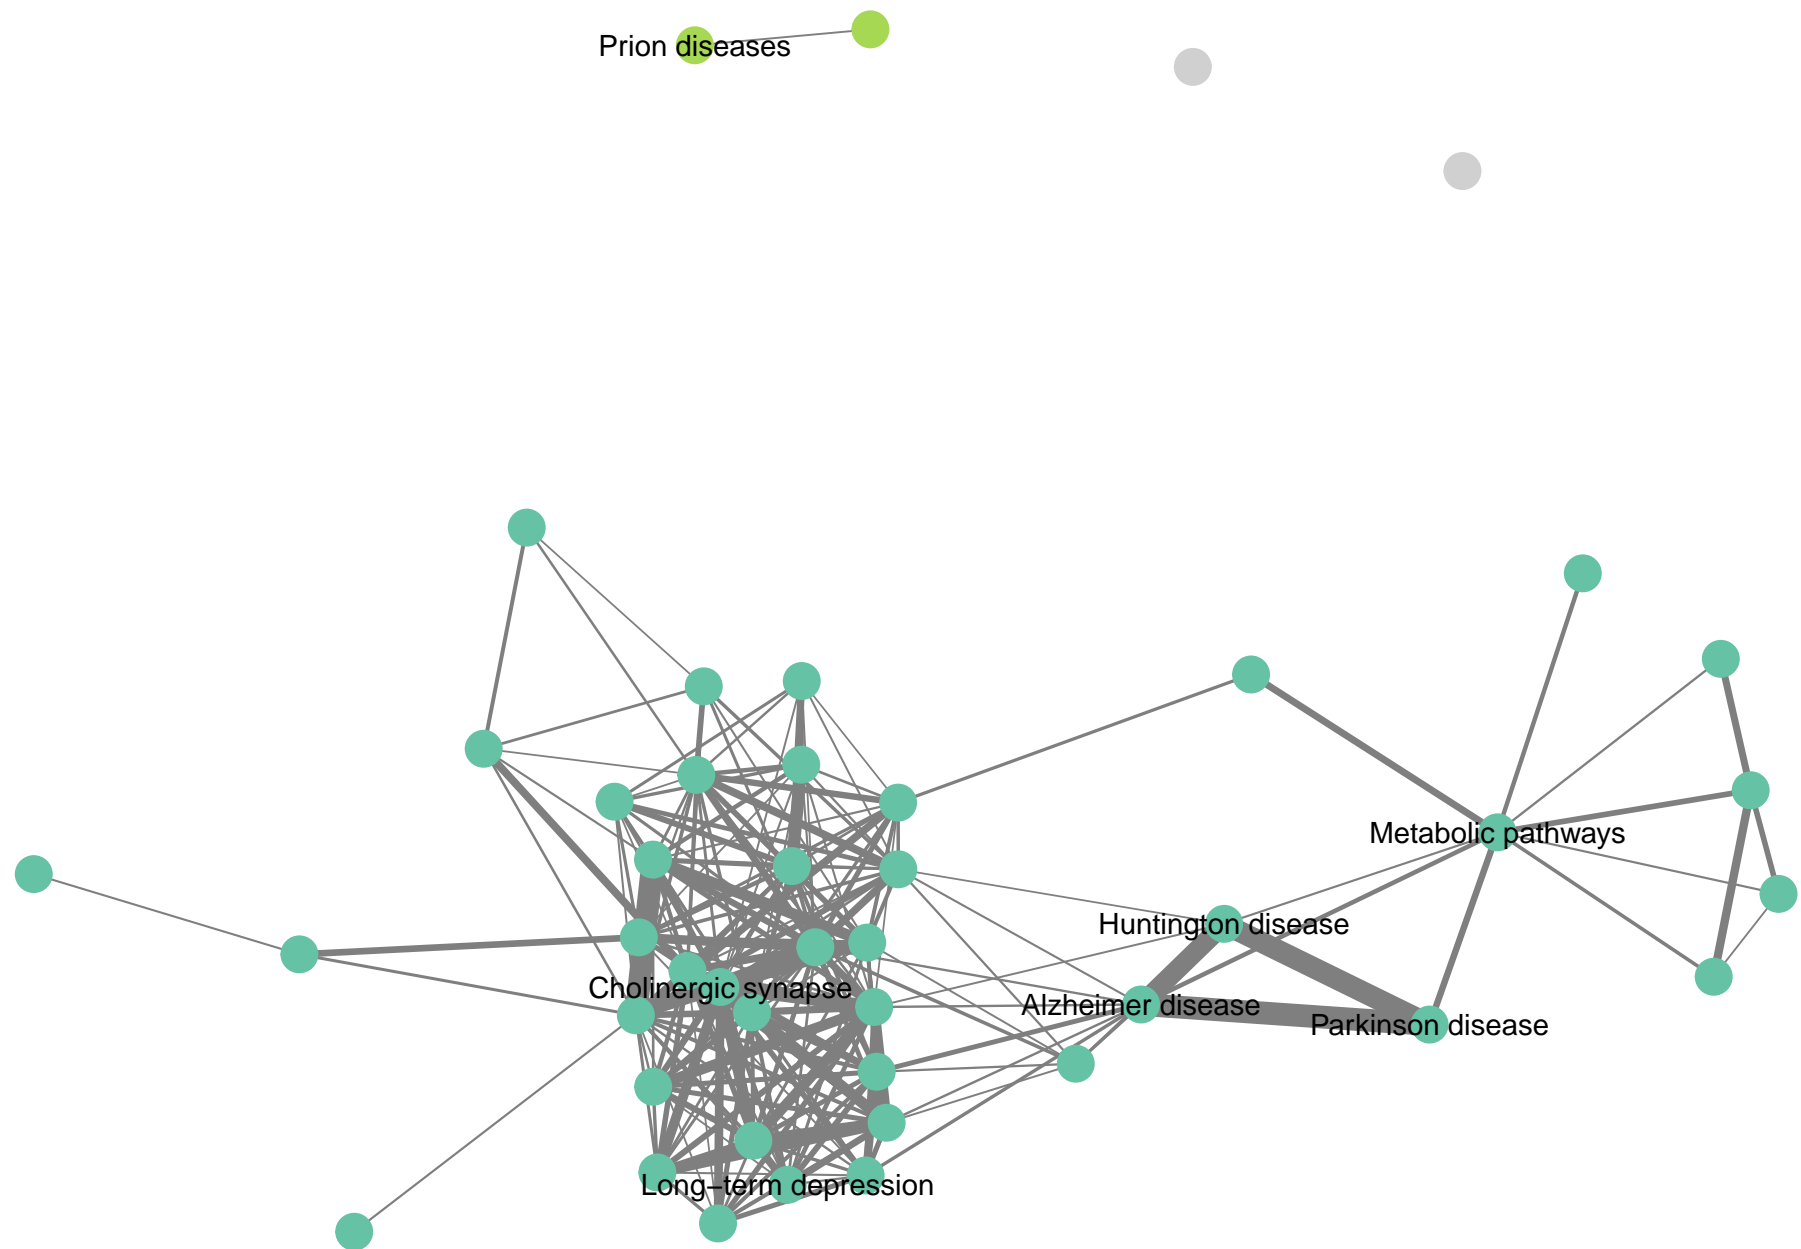 Prion diseases
Metabolic pathways
Huntington disease
Cholinergic synapse
Alzheimer disease
Parkinson disease
Long−term depression